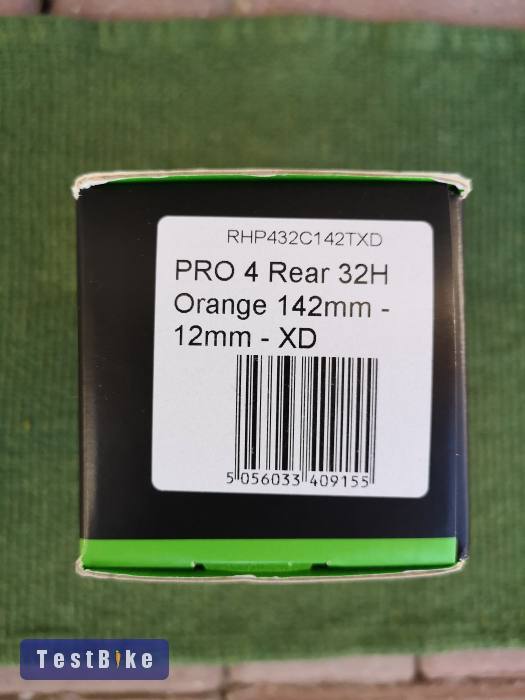 RHP432C142TXD
PRO 4 Rear 32H
Orange 142mm -
12mm - XD
5 056033 409155
TestBike